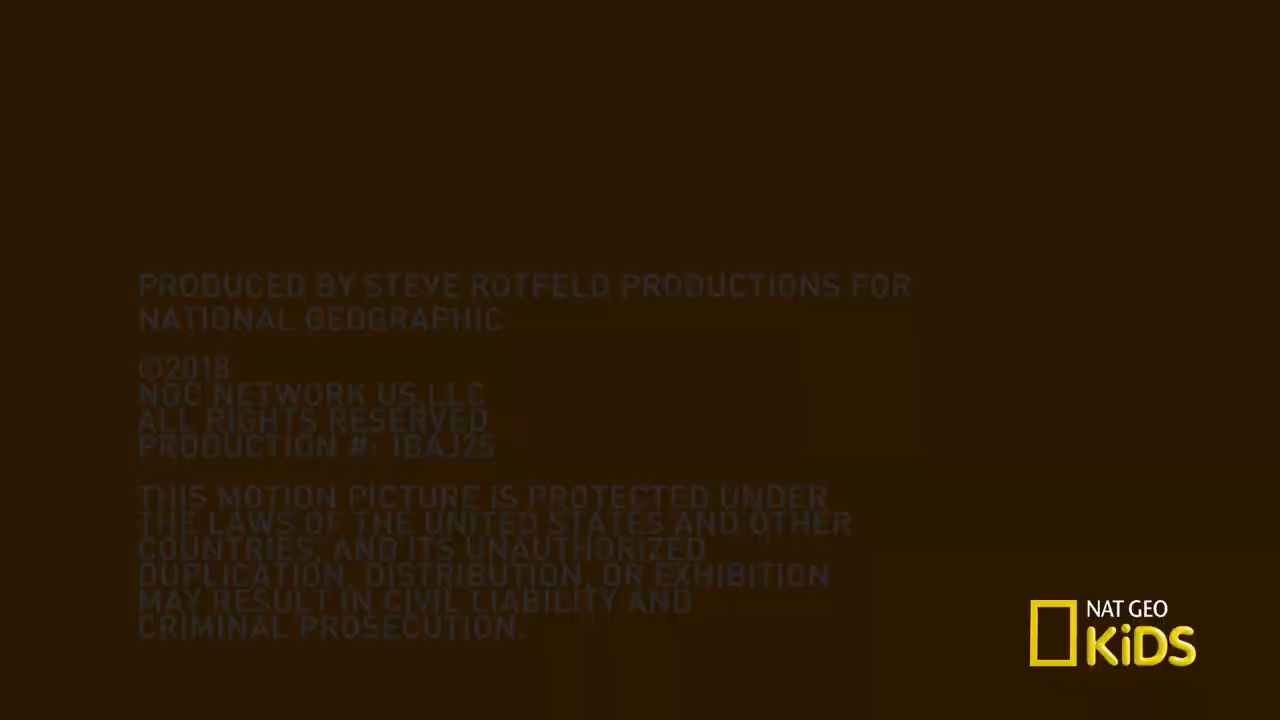 PRODUCED BY STEVE ROTFELD PRODUCTIONS FOR
NATIONAL GEOGRAPHIC
©2018
NGC NETWORK US,LLC
ALL RIGHTS RESERVED
PRODUCTION #: 1BAJ25
THIS MOTION PICTURE IS PROTECTED UNDER
THE LAWS OF THE UNITED STATES AND OTHER
COUNTRIES, AND ITS UNAUTHORIZED
DUPLICATION, DISTRIBUTION, OR EXHIBITION
MAY RESULT IN CIVIL LIABILITY AND
CRIMINAL PROSECUTION.
NAT GEO
KiDS